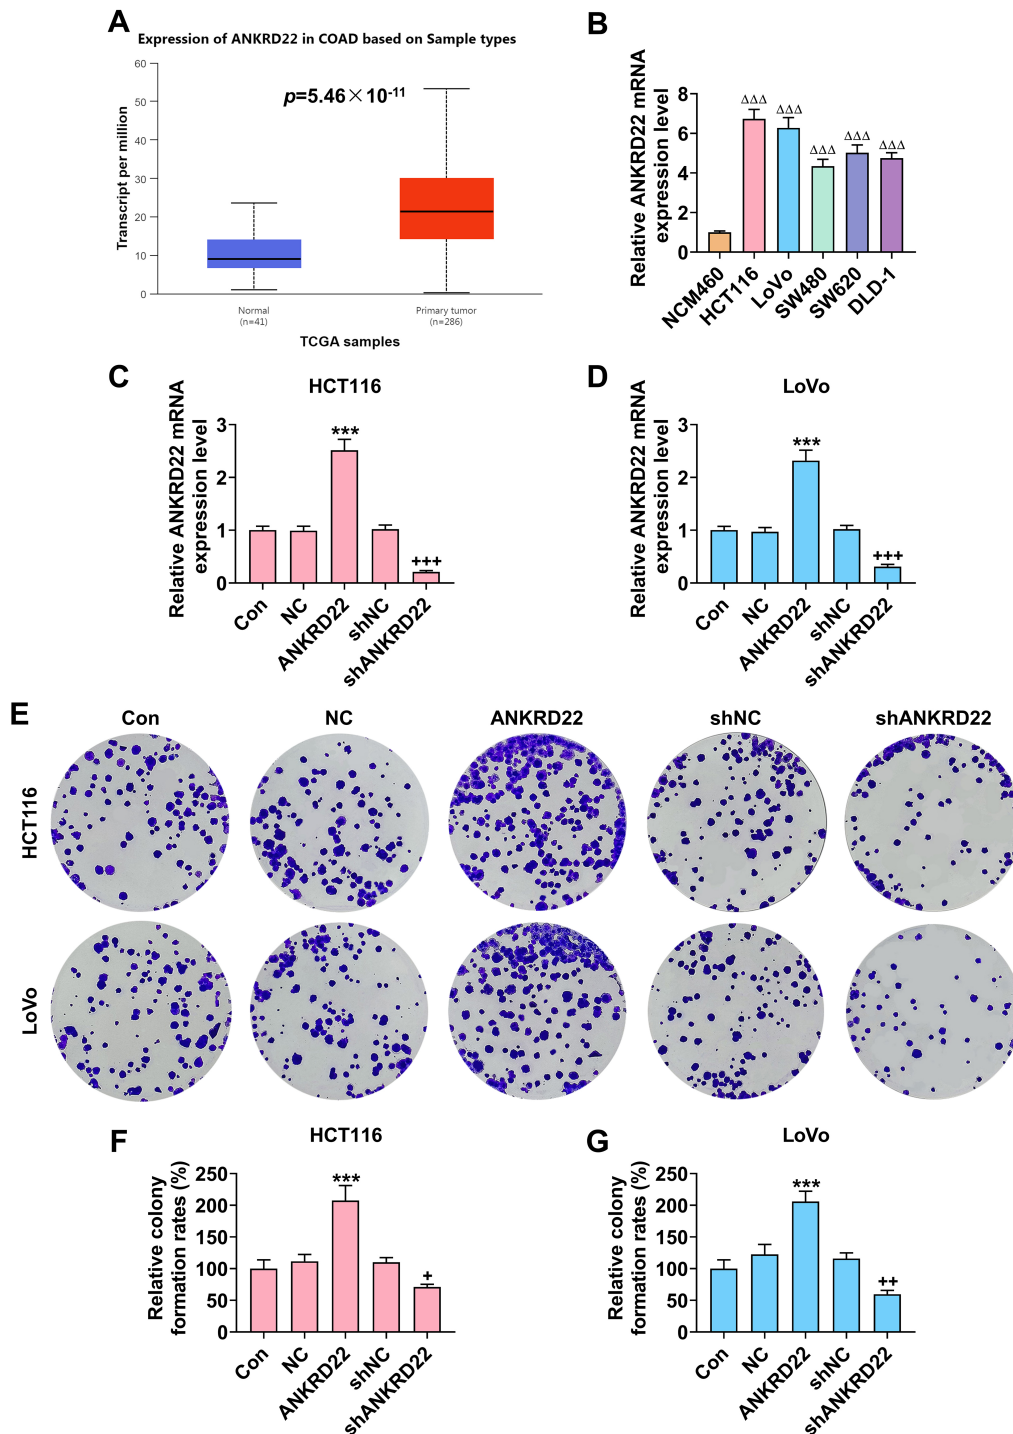 A
Expression of ANKRD22 in COAD based on Sample types
p=5.46×10-11
Transcript per million
60
50
40
30
20
10
0
Normal
(n=41)
Primary tumor
(n=286)
TCGA samples
B
Relative ANKRD22 mRNA
expression level
8
6
4
2
0
ΔΔΔ
ΔΔΔ
ΔΔΔ
ΔΔΔ
ΔΔΔ
NCM460
HCT116
LoVo
SW480
SW620
DLD-1
C
HCT116
Relative ANKRD22 mRNA
expression level
3
2
1
0
***
+++
Con
NC
ANKRD22
shNC
shANKRD22
D
LoVo
Relative ANKRD22 mRNA
expression level
3
2
1
0
***
+++
Con
NC
ANKRD22
shNC
shANKRD22
E
Con
NC
ANKRD22
shNC
shANKRD22
HCT116
LoVo
F
HCT116
Relative colony
formation rates (%)
250
200
150
100
50
0
***
+
Con
NC
ANKRD22
shNC
shANKRD22
G
LoVo
Relative colony
formation rates (%)
250
200
150
100
50
0
***
++
Con
NC
ANKRD22
shNC
shANKRD22